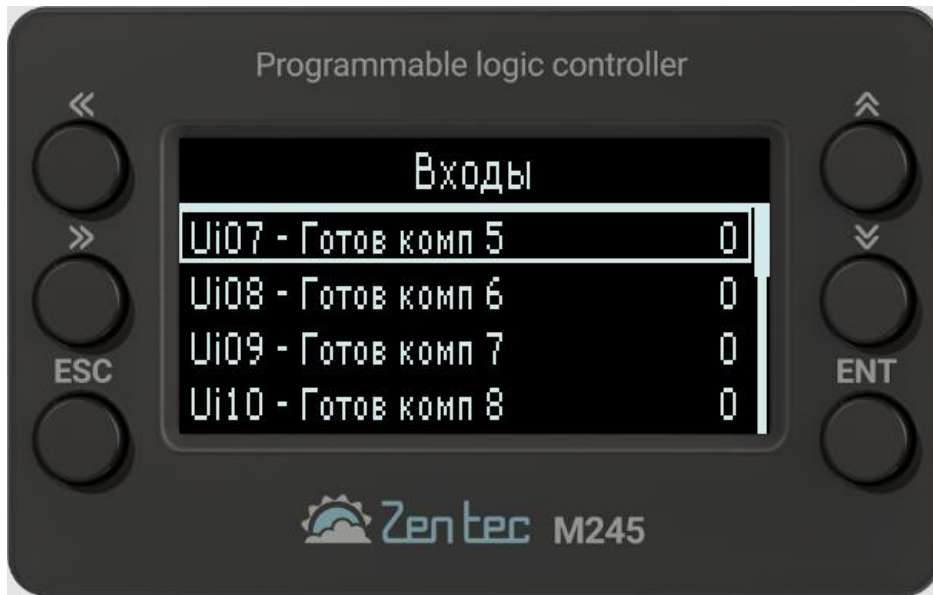 Programmable logic controller
«
»
ESC
Входы
Ui07 - Готов комп 5 0
Ui08 - Готов комп 6 0
Ui09 - Готов комп 7 0
Ui10 - Готов комп 8 0
ENT
Zentec M245